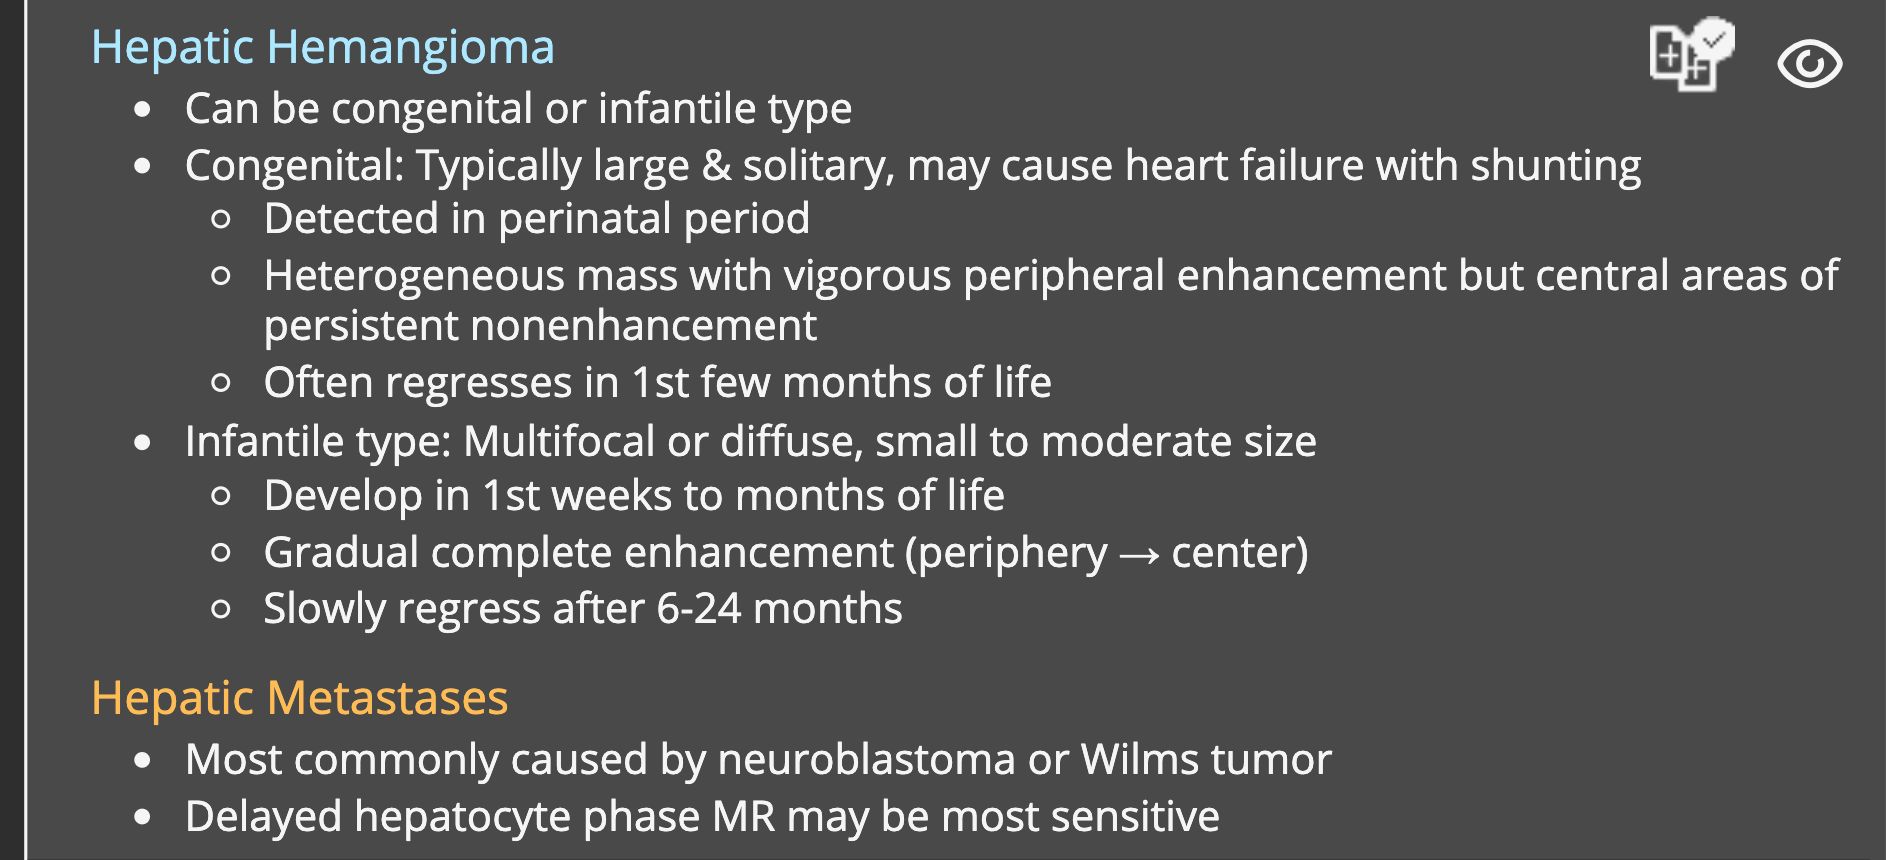 Hepatic Hemangioma
• Can be congenital or infantile type
• Congenital: Typically large & solitary, may cause heart failure with shunting
○ Detected in perinatal period
○ Heterogeneous mass with vigorous peripheral enhancement but central areas of
persistent nonenhancement
○ Often regresses in 1st few months of life
• Infantile type: Multifocal or diffuse, small to moderate size
○ Develop in 1st weeks to months of life
○ Gradual complete enhancement (periphery → center)
○ Slowly regress after 6-24 months
Hepatic Metastases
• Most commonly caused by neuroblastoma or Wilms tumor
• Delayed hepatocyte phase MR may be most sensitive